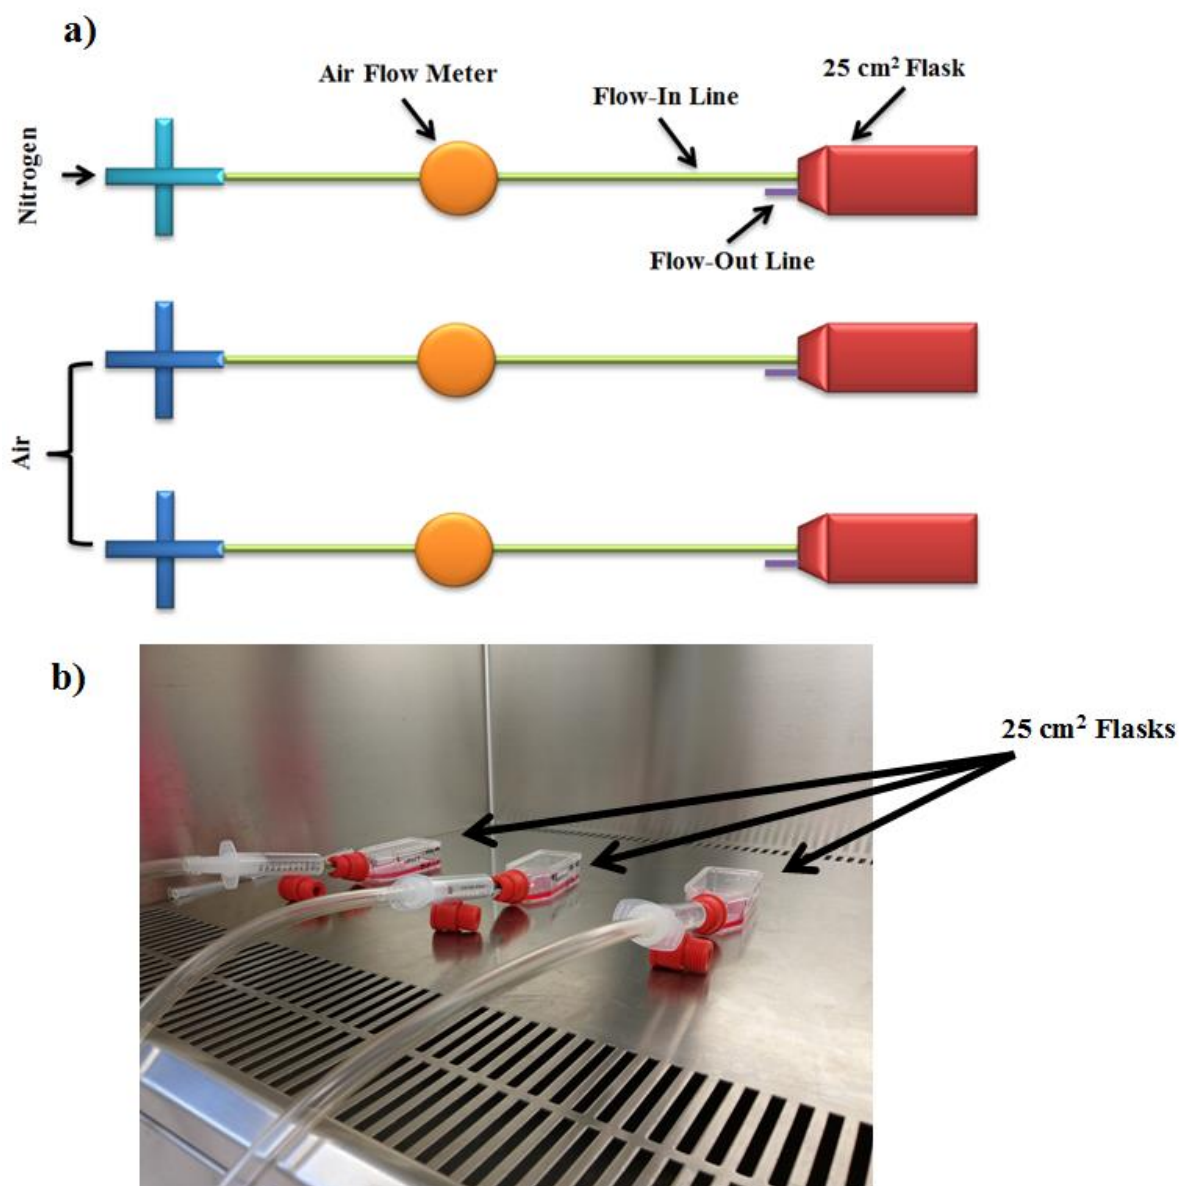 a)
Air Flow Meter
25 cm² Flask
Flow-In Line
Nitrogen
Flow-Out Line
Air
b)
25 cm² Flasks